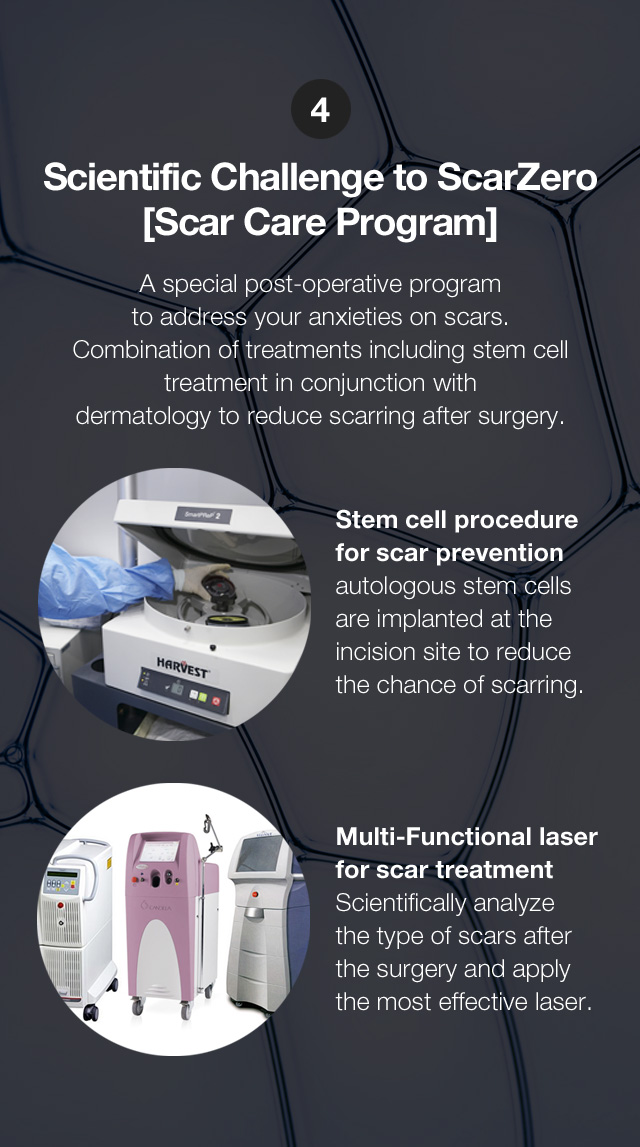 4
Scientific Challenge to ScarZero
[Scar Care Program]
A special post-operative program
to address your anxieties on scars.
Combination of treatments including stem cell
treatment in conjunction with
dermatology to reduce scarring after surgery.
Stem cell procedure
for scar prevention
autologous stem cells
are implanted at the
incision site to reduce
the chance of scarring.
HARVEST
Multi-Functional laser
for scar treatment
Scientifically analyze
the type of scars after
the surgery and apply
the most effective laser.